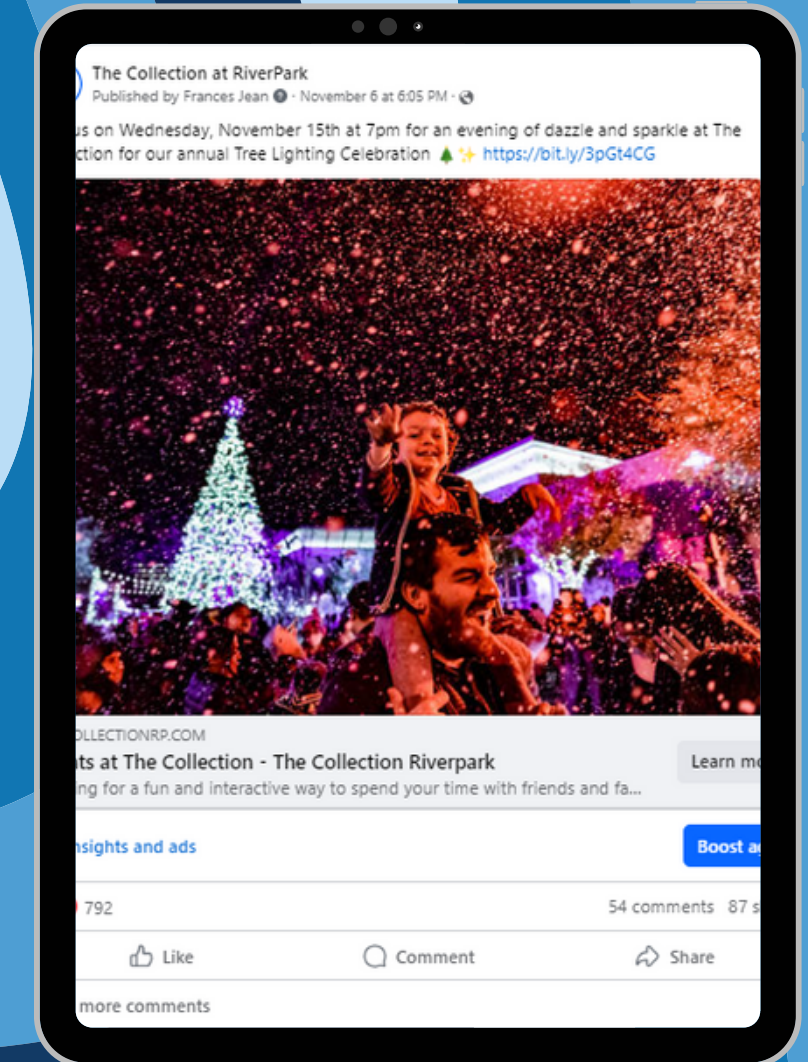 The Collection at RiverPark
Published by Frances Jean · November 6 at 6:05 PM ·
us on Wednesday, November 15th at 7pm for an evening of dazzle and sparkle at The
ction for our annual Tree Lighting Celebration 🌲✨ https://bit.ly/3pGt4CG
OLLECTIONRP.COM
ts at The Collection - The Collection Riverpark
Learn mo
ing for a fun and interactive way to spend your time with friends and fa...
nsights and ads
Boost ag
792
54 comments 87 s
Like Comment Share
more comments